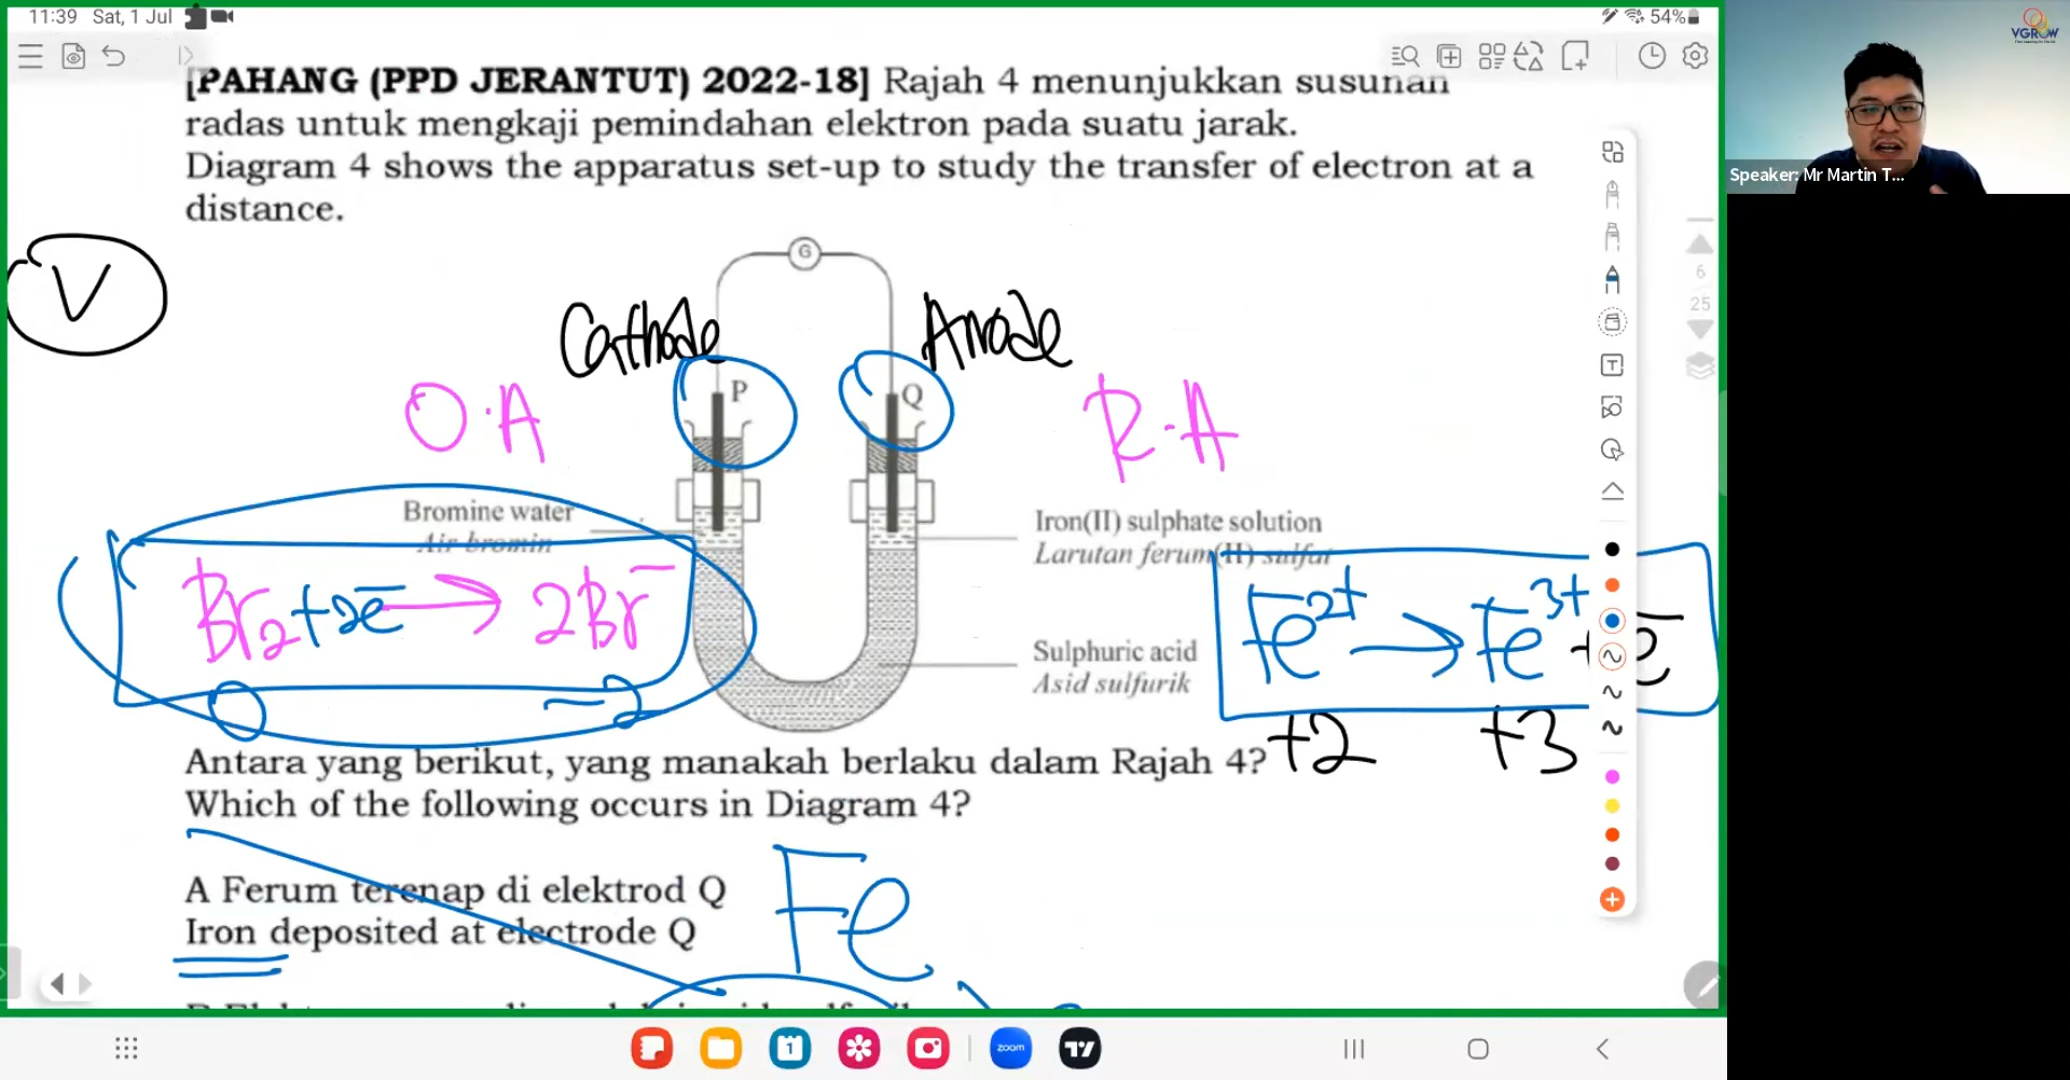 11:39 Sat, 1 Jul
54%
VGROW
[PAHANG (PPD JERANTUT) 2022-18] Rajah 4 menunjukkan susunan
radas untuk mengkaji pemindahan elektron pada suatu jarak.
Diagram 4 shows the apparatus set-up to study the transfer of electron at a
distance.
Speaker: Mr Martin T...
V
G
Cathode
Anode
P
Q
O.A
R.A
6
25
Bromine water
Air bromin
Iron(II) sulphate solution
Larutan ferum(II) sulfat
Br2 + 2e- → 2Br-
Fe2+ → Fe3+ + e-
Sulphuric acid
Asid sulfurik
+2 +3
Antara yang berikut, yang manakah berlaku dalam Rajah 4?
Which of the following occurs in Diagram 4?
A Ferum terenap di elektrod Q
Iron deposited at electrode Q
Fe
1
zoom